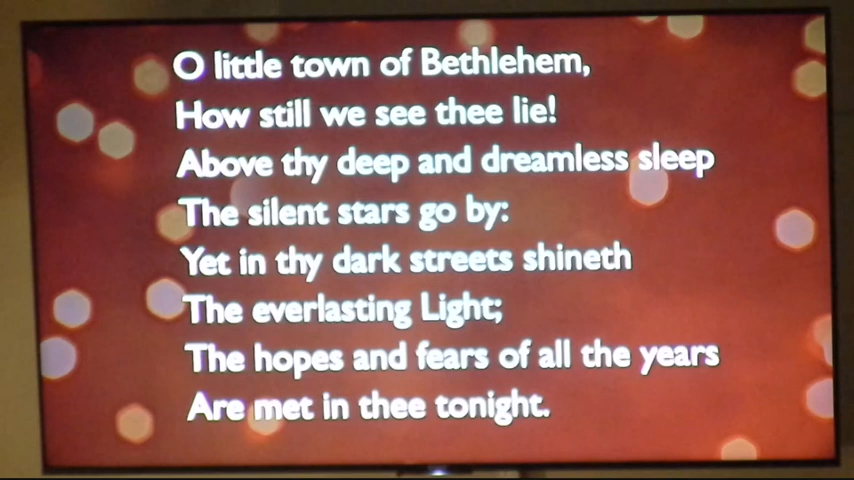 O little town of Bethlehem,
How still we see thee lie!
Above thy deep and dreamless sleep
The silent stars go by:
Yet in thy dark streets shineth
The everlasting Light;
The hopes and fears of all the years
Are met in thee tonight.